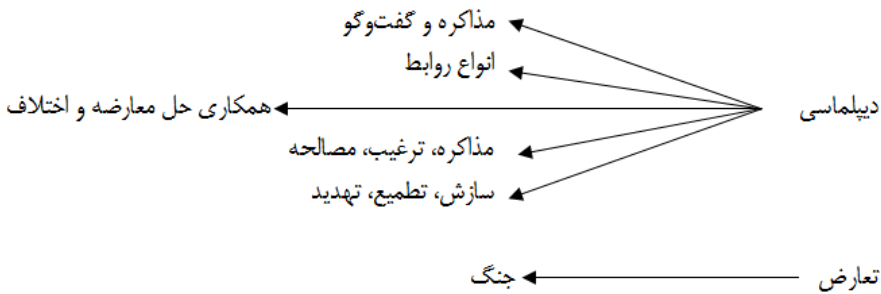 مذاکره و گفت‌وگو
انواع روابط
دیپلماسی
همکاری حل معارضه و اختلاف
مذاکره، ترغیب، مصالحه
سازش، تطمیع، تهدید
تعارض
جنگ